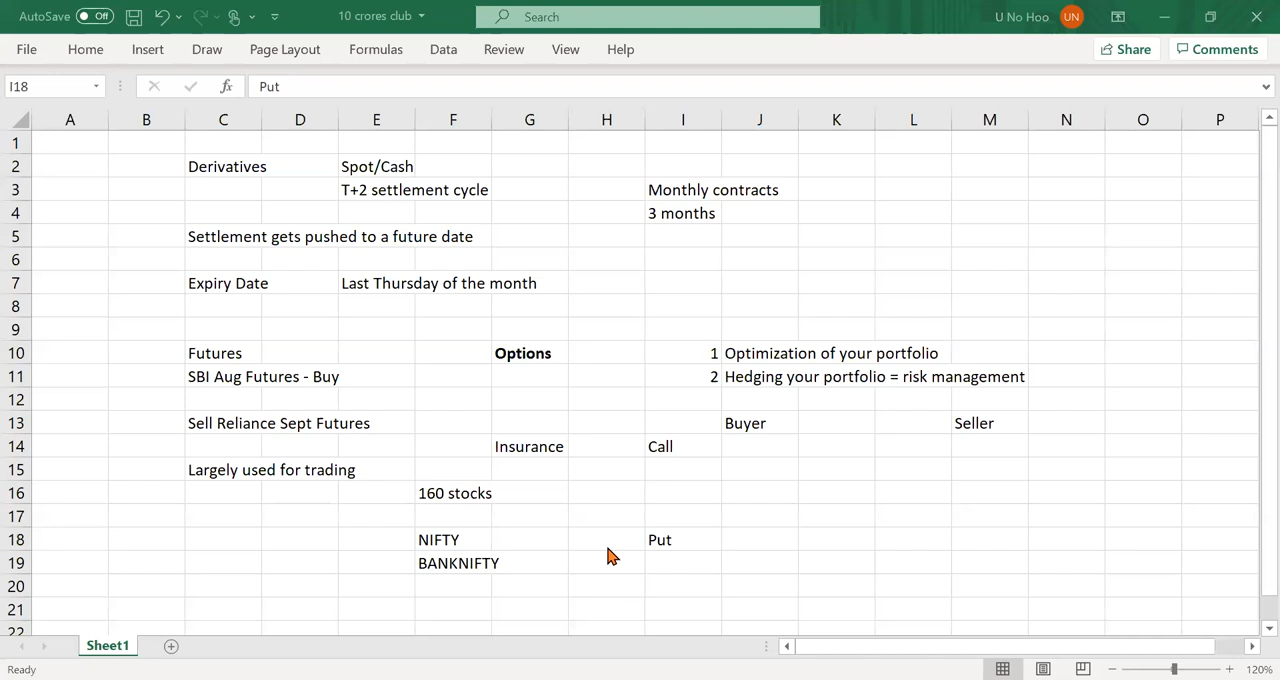 AutoSave Off 10 crores club Search U No Hoo UN
File Home Insert Draw Page Layout Formulas Data Review View Help Share Comments
I18 fx Put
A B C D E F G H I J K L M N O P
1
2 Derivatives Spot/Cash
3 T+2 settlement cycle Monthly contracts
4 3 months
5 Settlement gets pushed to a future date
6
7 Expiry Date Last Thursday of the month
8
9
10 Futures Options 1 Optimization of your portfolio
11 SBI Aug Futures - Buy 2 Hedging your portfolio = risk management
12
13 Sell Reliance Sept Futures Buyer Seller
14 Insurance Call
15 Largely used for trading
16 160 stocks
17
18 NIFTY Put
19 BANKNIFTY
20
21
22
Sheet1
Ready 120%